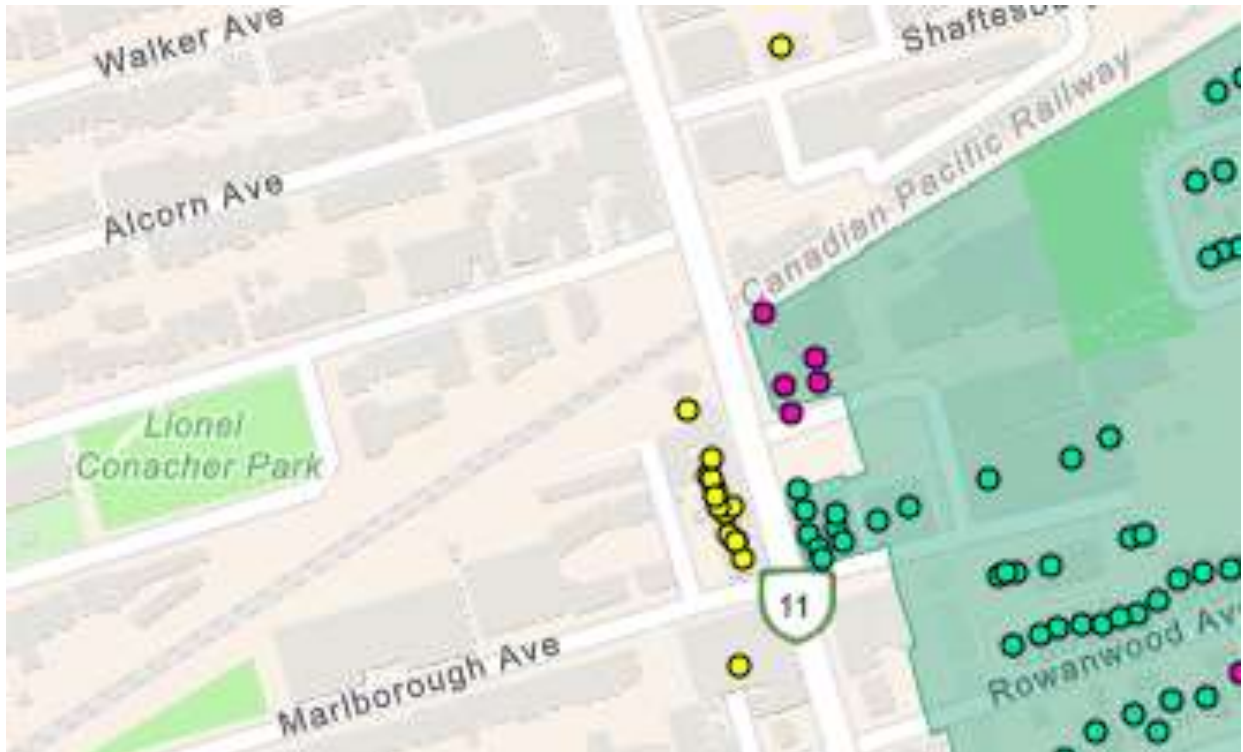 Walker Ave
Shaftesbu
Canadian Pacific Railway
Alcorn Ave
Lionel
Conacher Park
11
Marlborough Ave
Rowanwood Ave